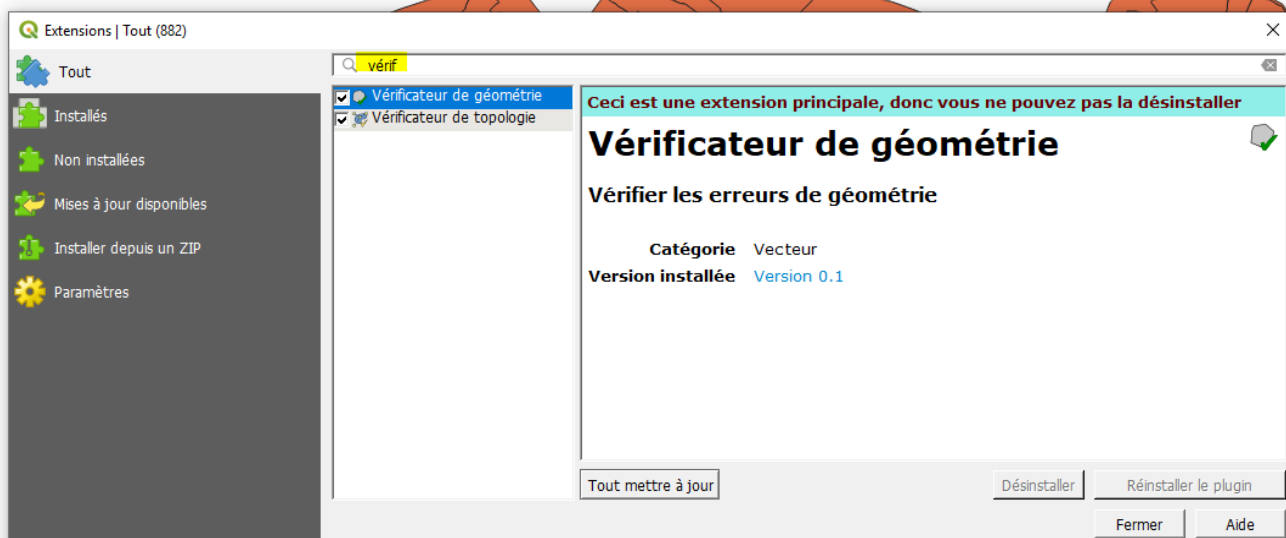 Extensions | Tout (882)
Tout
Installés
Non installées
Mises à jour disponibles
Installer depuis un ZIP
Paramètres
vérif
Vérificateur de géométrie
Vérificateur de topologie
Ceci est une extension principale, donc vous ne pouvez pas la désinstaller
Vérificateur de géométrie
Vérifier les erreurs de géométrie
Catégorie Vecteur
Version installée Version 0.1
Tout mettre à jour
Désinstaller
Réinstaller le plugin
Fermer
Aide